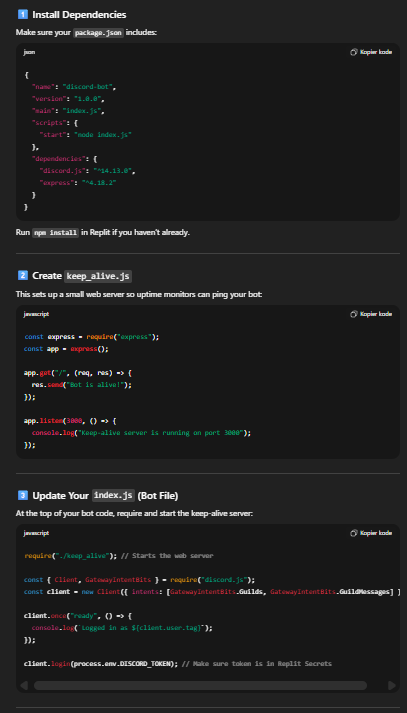 1 Install Dependencies
Make sure your package.json includes:
json Kopier kode
{
"name": "discord-bot",
"version": "1.0.0",
"main": "index.js",
"scripts": {
"start": "node index.js"
},
"dependencies": {
"discord.js": "^14.13.0",
"express": "^4.18.2"
}
}
Run npm install in Replit if you haven't already.
2 Create keep_alive.js
This sets up a small web server so uptime monitors can ping your bot:
javascript Kopier kode
const express = require("express");
const app = express();
app.get("/", (req, res) => {
res.send("Bot is alive!");
});
app.listen(3000, () => {
console.log("Keep-alive server is running on port 3000");
});
3 Update Your index.js (Bot File)
At the top of your bot code, require and start the keep-alive server:
javascript Kopier kode
require("./keep_alive"); // Starts the web server
const { Client, GatewayIntentBits } = require("discord.js");
const client = new Client({ intents: [GatewayIntentBits.Guilds, GatewayIntentBits.GuildMessages] }
client.once("ready", () => {
console.log(`Logged in as ${client.user.tag}`);
});
client.login(process.env.DISCORD_TOKEN); // Make sure token is in Replit Secrets